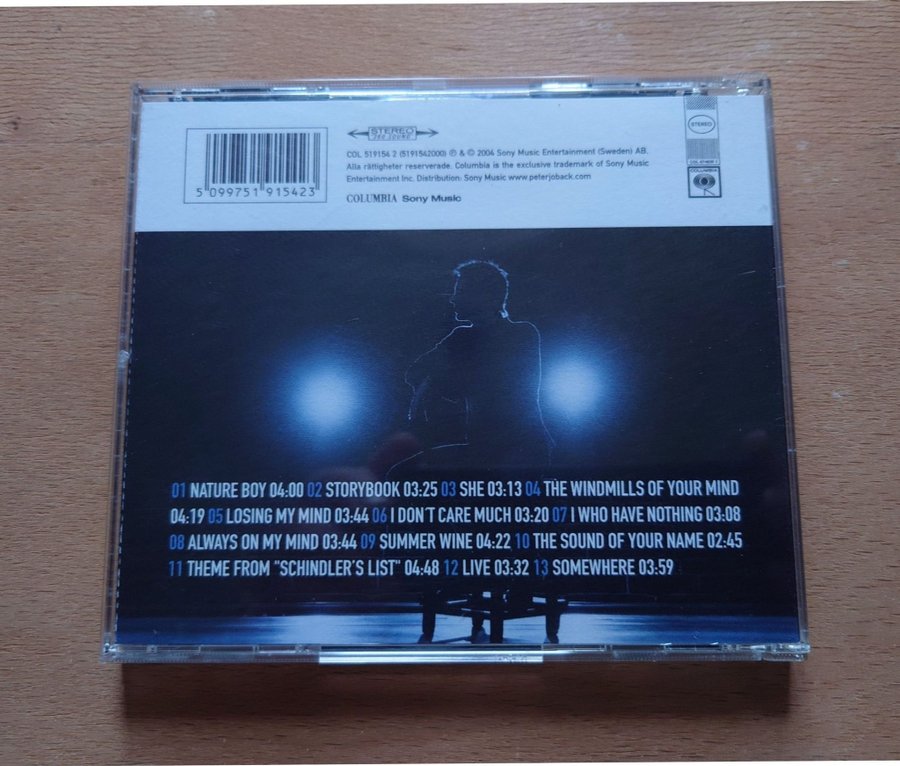 STEREO
360 SOUND
COL 519154 2 (5191542000) ℗ & © 2004 Sony Music Entertainment (Sweden) AB.
Alla rättigheter reserverade. Columbia is the exclusive trademark of Sony Music
Entertainment Inc. Distribution: Sony Music www.peterjoback.com
COLUMBIA Sony Music
5 099751 915423
STEREO
COLUMBIA
01 NATURE BOY 04:00 02 STORYBOOK 03:25 03 SHE 03:13 04 THE WINDMILLS OF YOUR MIND
04:19 05 LOSING MY MIND 03:44 06 I DON´T CARE MUCH 03:20 07 I WHO HAVE NOTHING 03:08
08 ALWAYS ON MY MIND 03:44 09 SUMMER WINE 04:22 10 THE SOUND OF YOUR NAME 02:45
11 THEME FROM "SCHINDLER'S LIST" 04:48 12 LIVE 03:32 13 SOMEWHERE 03:59